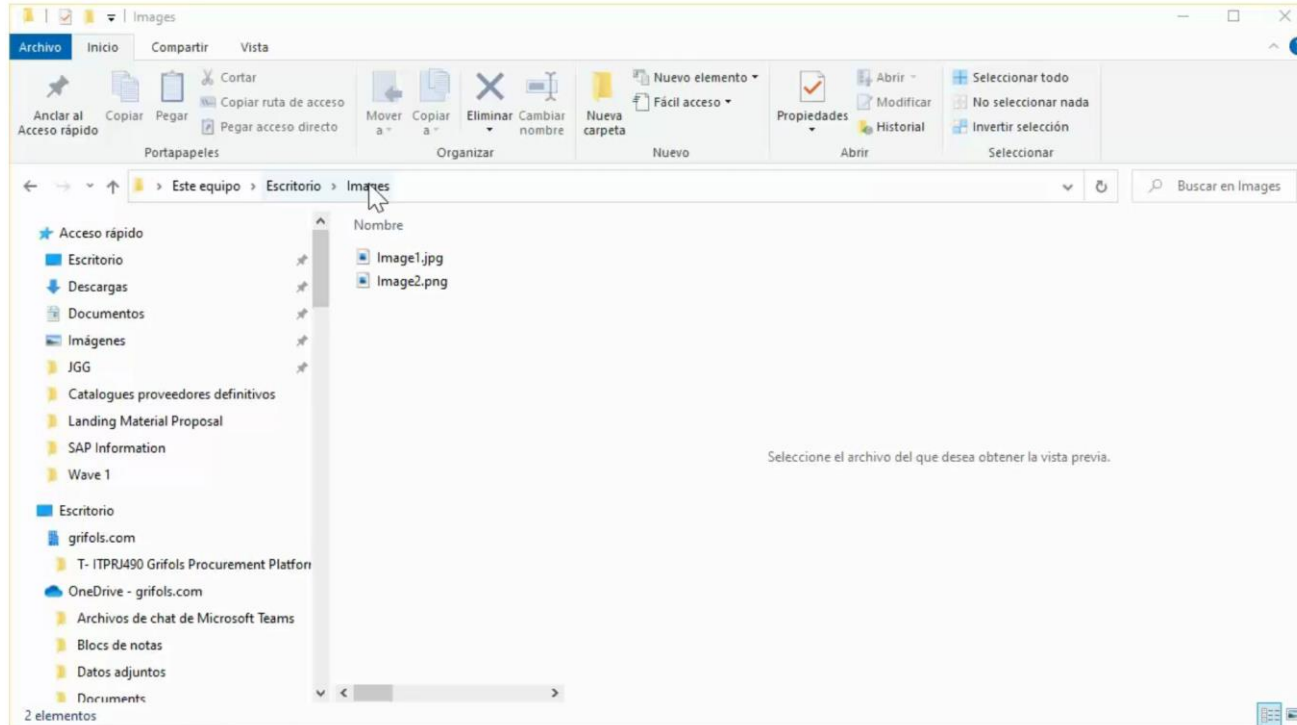 Images
Archivo Inicio Compartir Vista
Anclar al Acceso rápido
Copiar
Pegar
Cortar
Copiar ruta de acceso
Pegar acceso directo
Portapapeles
Mover a
Copiar a
Eliminar
Cambiar nombre
Organizar
Nueva carpeta
Nuevo elemento
Fácil acceso
Nuevo
Propiedades
Abrir
Modificar
Historial
Abrir
Seleccionar todo
No seleccionar nada
Invertir selección
Seleccionar
> Este equipo > Escritorio > Images
Buscar en Images
Acceso rápido
Escritorio
Descargas
Documentos
Imágenes
JGG
Catalogues proveedores definitivos
Landing Material Proposal
SAP Information
Wave 1
Escritorio
grifols.com
T- ITPRJ490 Grifols Procurement Platforr
OneDrive - grifols.com
Archivos de chat de Microsoft Teams
Blocs de notas
Datos adjuntos
Documents
Nombre
Image1.jpg
Image2.png
Seleccione el archivo del que desea obtener la vista previa.
2 elementos